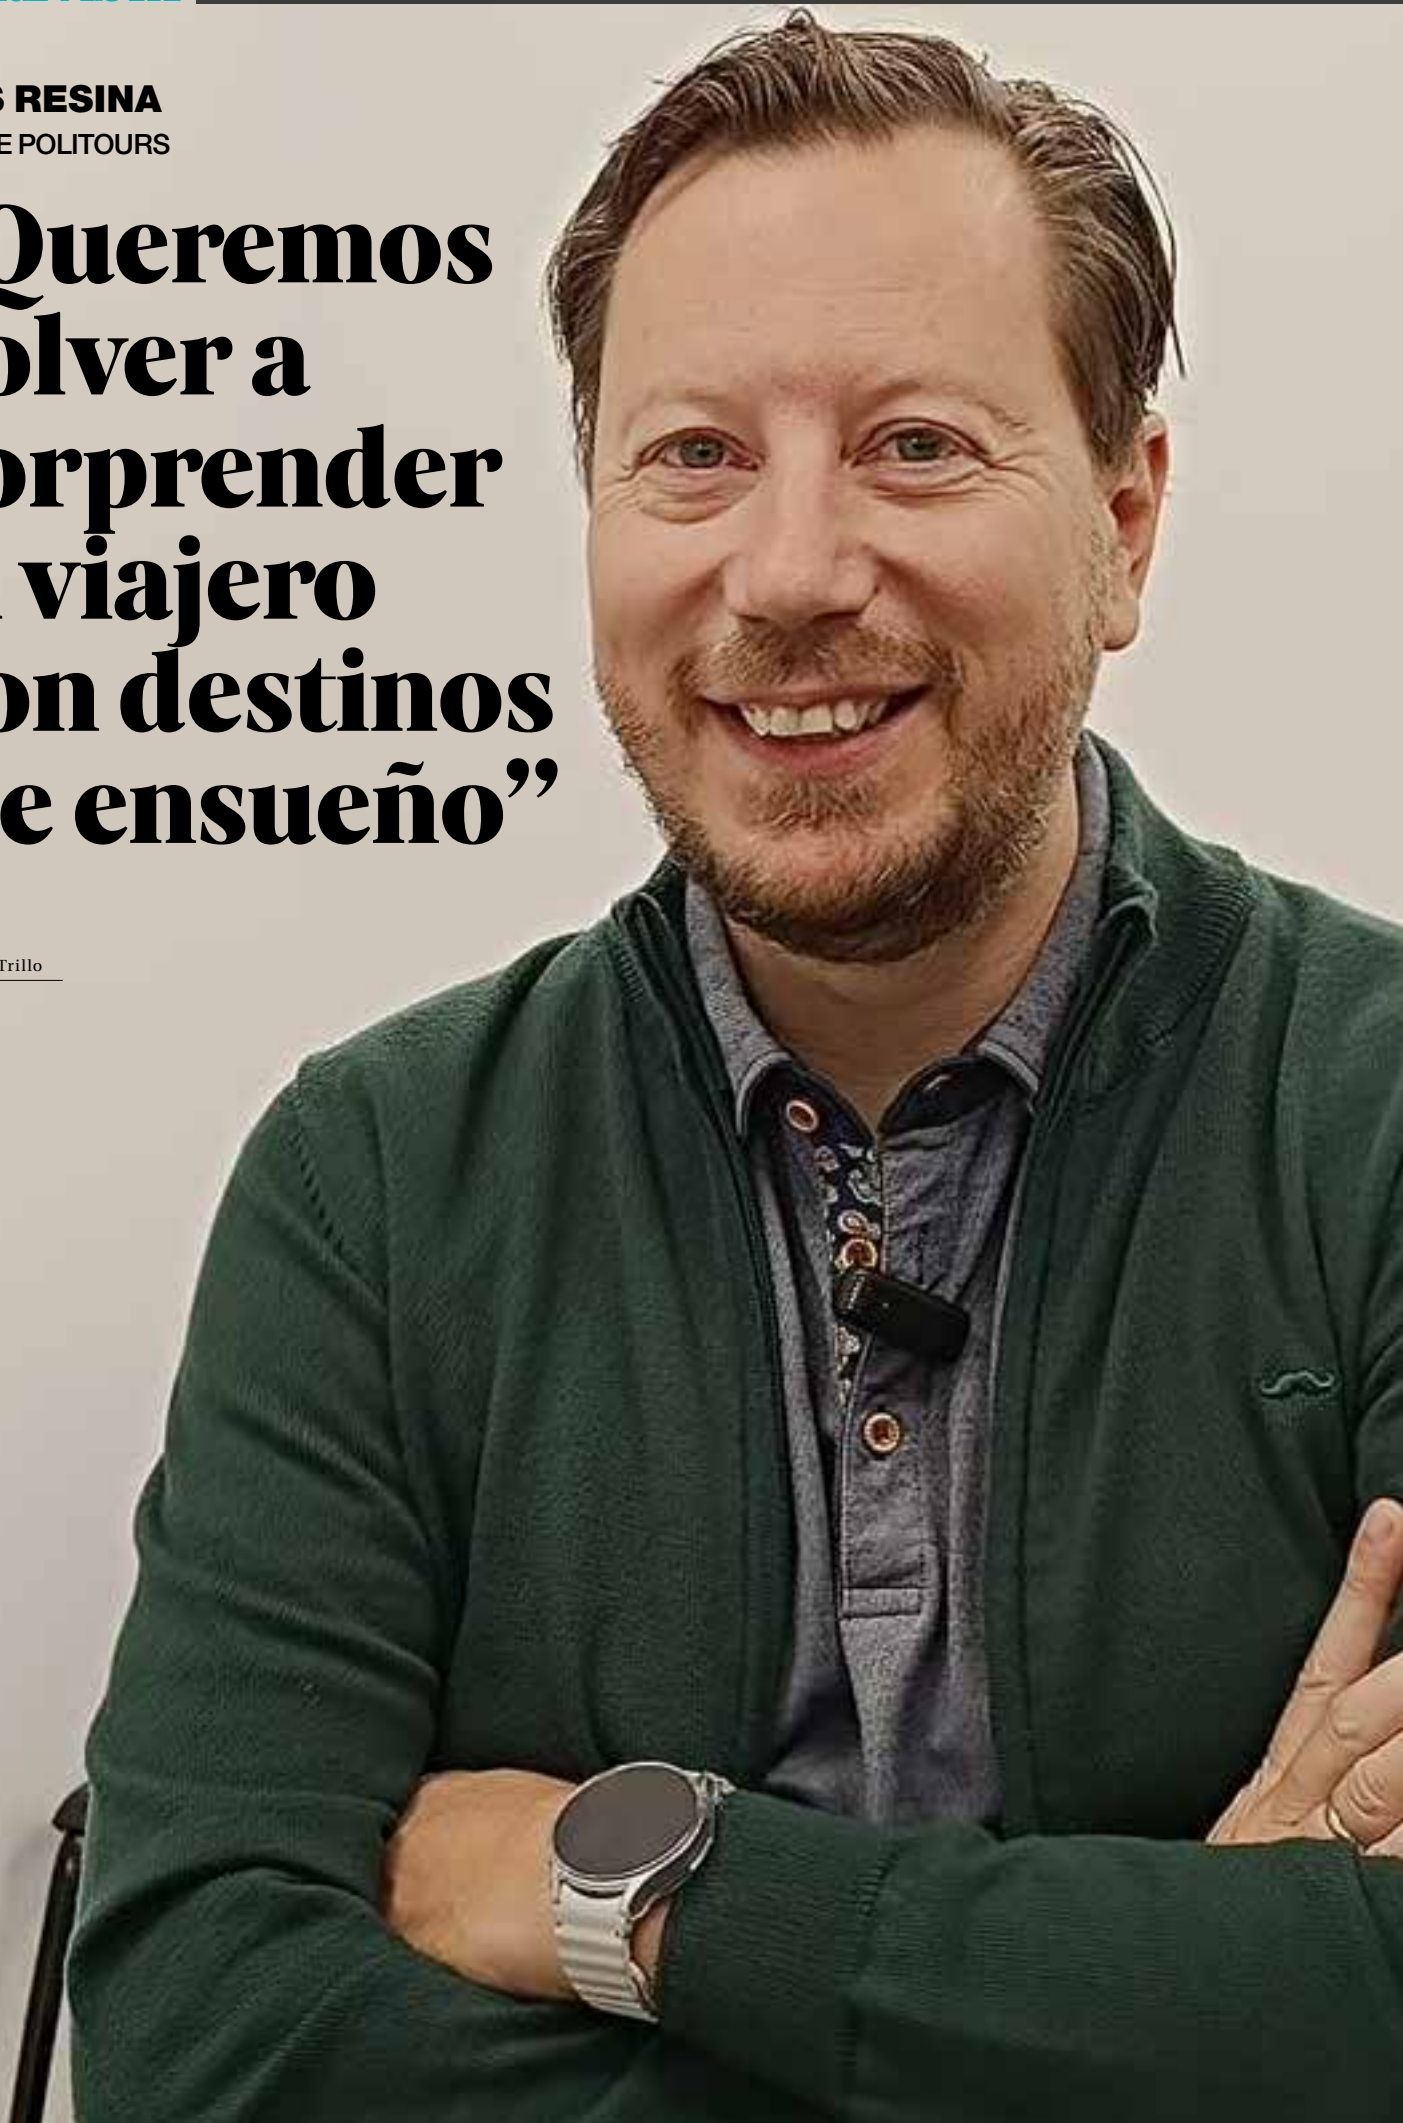 S RESINA
E POLITOURS
Queremos
olver a
orprender
viajero
on destinos
e ensueño”
Trillo